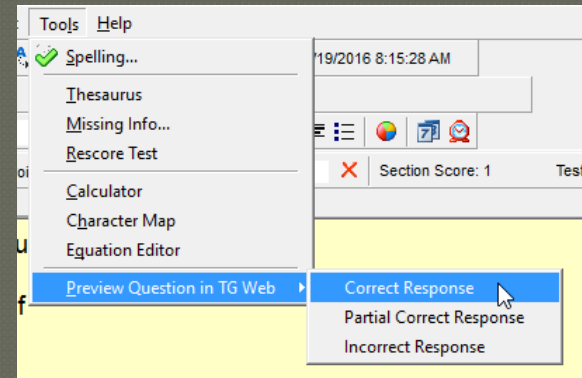 Tools Help
Spelling...
/19/2016 8:15:28 AM
Thesaurus
Missing Info...
Rescore Test
Section Score: 1 Test
Calculator
Character Map
Equation Editor
Preview Question in TG Web
Correct Response
Partial Correct Response
Incorrect Response